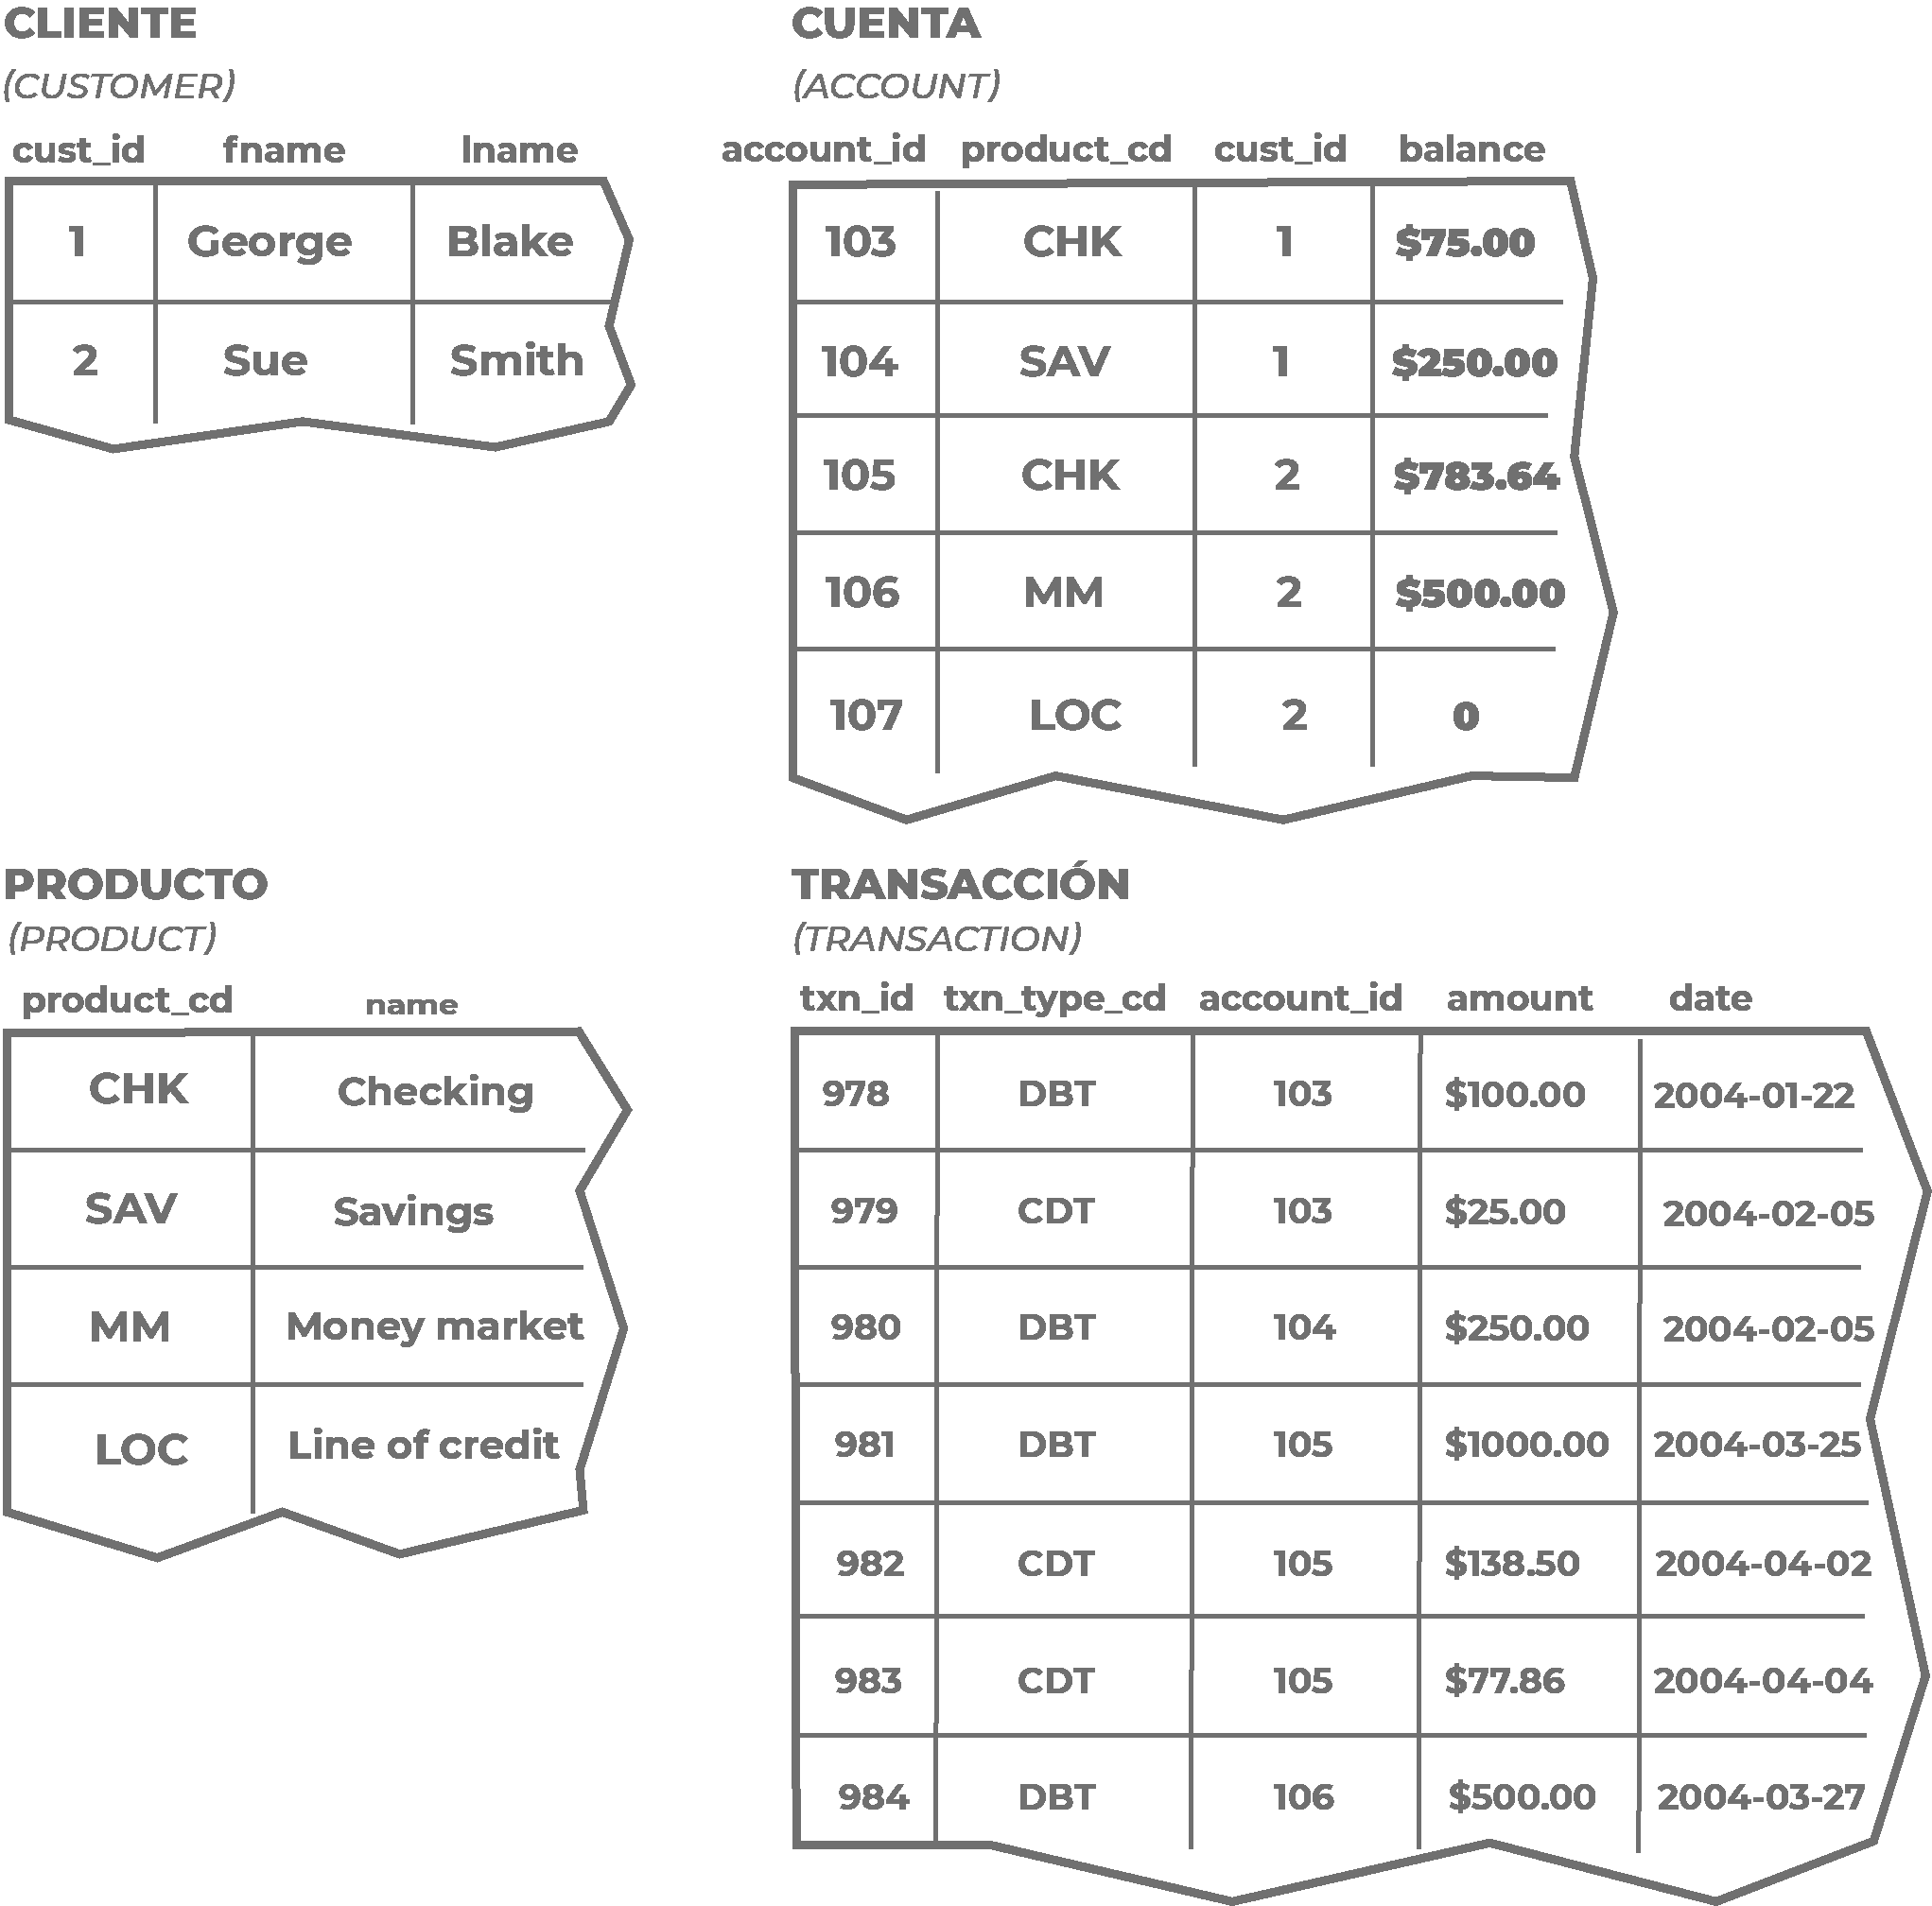 CLIENTE
(CUSTOMER)
cust_id fname lname
1 George Blake
2 Sue Smith
CUENTA
(ACCOUNT)
account_id product_cd cust_id balance
103 CHK 1 $75.00
104 SAV 1 $250.00
105 CHK 2 $783.64
106 MM 2 $500.00
107 LOC 2 0
PRODUCTO
(PRODUCT)
product_cd name
CHK Checking
SAV Savings
MM Money market
LOC Line of credit
TRANSACCIÓN
(TRANSACTION)
txn_id txn_type_cd account_id amount date
978 DBT 103 $100.00 2004-01-22
979 CDT 103 $25.00 2004-02-05
980 DBT 104 $250.00 2004-02-05
981 DBT 105 $1000.00 2004-03-25
982 CDT 105 $138.50 2004-04-02
983 CDT 105 $77.86 2004-04-04
984 DBT 106 $500.00 2004-03-27